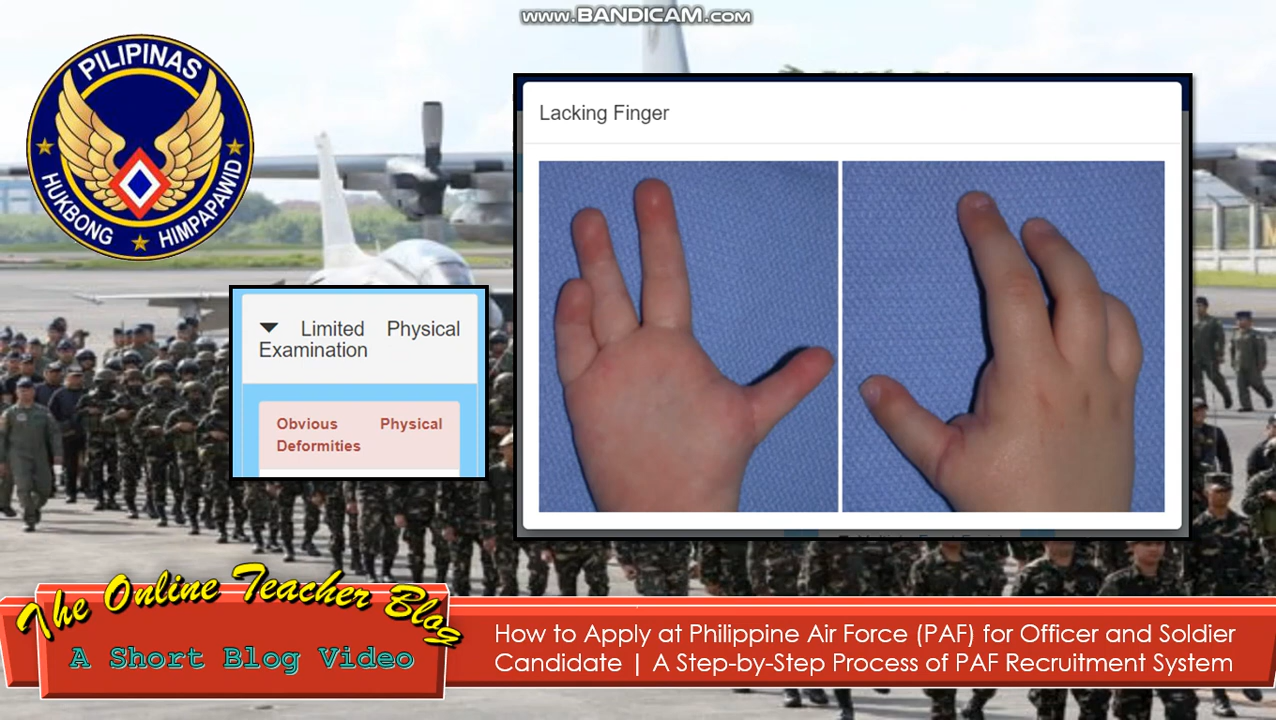 www.BANDICAM.com
PILIPINAS
HUKBONG HIMPAPAWID
Lacking Finger
Limited Physical
Examination
Obvious Physical
Deformities
The Online Teacher Blog
A Short Blog Video
How to Apply at Philippine Air Force (PAF) for Officer and Soldier
Candidate | A Step-by-Step Process of PAF Recruitment System